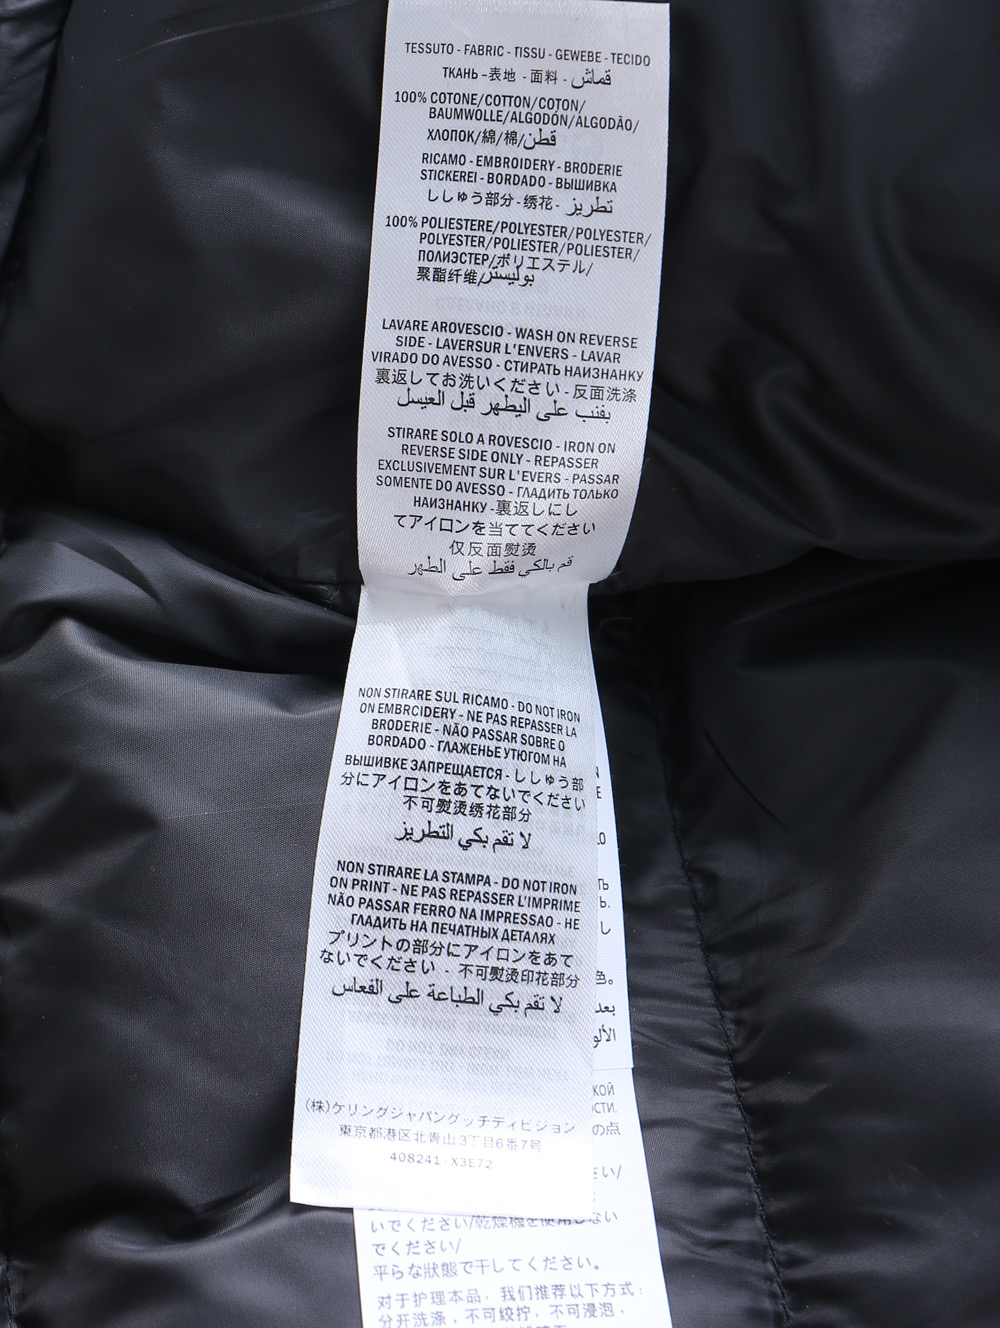 TESSUTO - FABRIC - TISSU - GEWEBE - TECIDO
ТКАНЬ -表地 - 面料 - قماش
100% COTONE/COTTON/COTON/
BAUMWOLLE/ALGODÓN/ALGODÃO/
ХЛОПОК/綿/棉/قطن
RICAMO - EMBROIDERY - BRODERIE
STICKEREI - BORDADO - ВЫШИВКА
ししゅう部分 - 绣花 - تطريز
100% POLIESTERE/POLYESTER/POLYESTER/
POLYESTER/POLIESTER/POLIESTER/
ПОЛИЭСТЕР/ポリエステル/
聚酯纤维/بوليستر
LAVARE AROVESCIO - WASH ON REVERSE
SIDE - LAVERSUR L'ENVERS - LAVAR
VIRADO DO AVESSO - СТИРАТЬ НАИЗНАНКУ
裏返してお洗いください - 反面洗涤
على اليطهر قبل العيسل
STIRARE SOLO A ROVESCIO - IRON ON
REVERSE SIDE ONLY - REPASSER
EXCLUSIVEMENT SUR L'EVERS - PASSAR
SOMENTE DO AVESSO - ГЛАДИТЬ ТОЛЬКО
НАИЗНАНКУ -裏返しにし
てアイロンを当ててください
仅反面熨烫
قم بالكي فقط على الظهر
NON STIRARE SUL RICAMO - DO NOT IRON
ON EMBRCIDERY - NE PAS REPASSER LA
BRODERIE - NÃO PASSAR SOBRE O
BORDADO - ГЛАЖЕНЬЕ УТЮГОМ НА
ВЫШИВКЕ ЗАПРЕЩАЕТСЯ - ししゅう部
分にアイロンをあてないでください
不可熨烫绣花部分
لا تقم بكي التطريز
NON STIRARE LA STAMPA - DO NOT IRON
ON PRINT - NE PAS REPASSER L'IMPRIME
NÃO PASSAR FERRO NA IMPRESSAO - НЕ
ГЛАДИТЬ НА ПЕЧАТНЫХ ДЕТАЛЯХ
プリントの部分にアイロンをあて
ないでください - 不可熨烫印花部分
لا تقم بكي الطباعة على القعاس
(株)ケリングジャパングッチディビジョン
東京都港区北青山3丁目6番7号
408241 - X3E72
色。
بعد
КОЙ
ОСТИ.
の点
さい/
いでください/乾燥機を使用しない
でください/
平らな狀態で干してください。
对于护理本品，我们推荐以下方式：
分开洗涤，不可绞拧，不可浸泡，